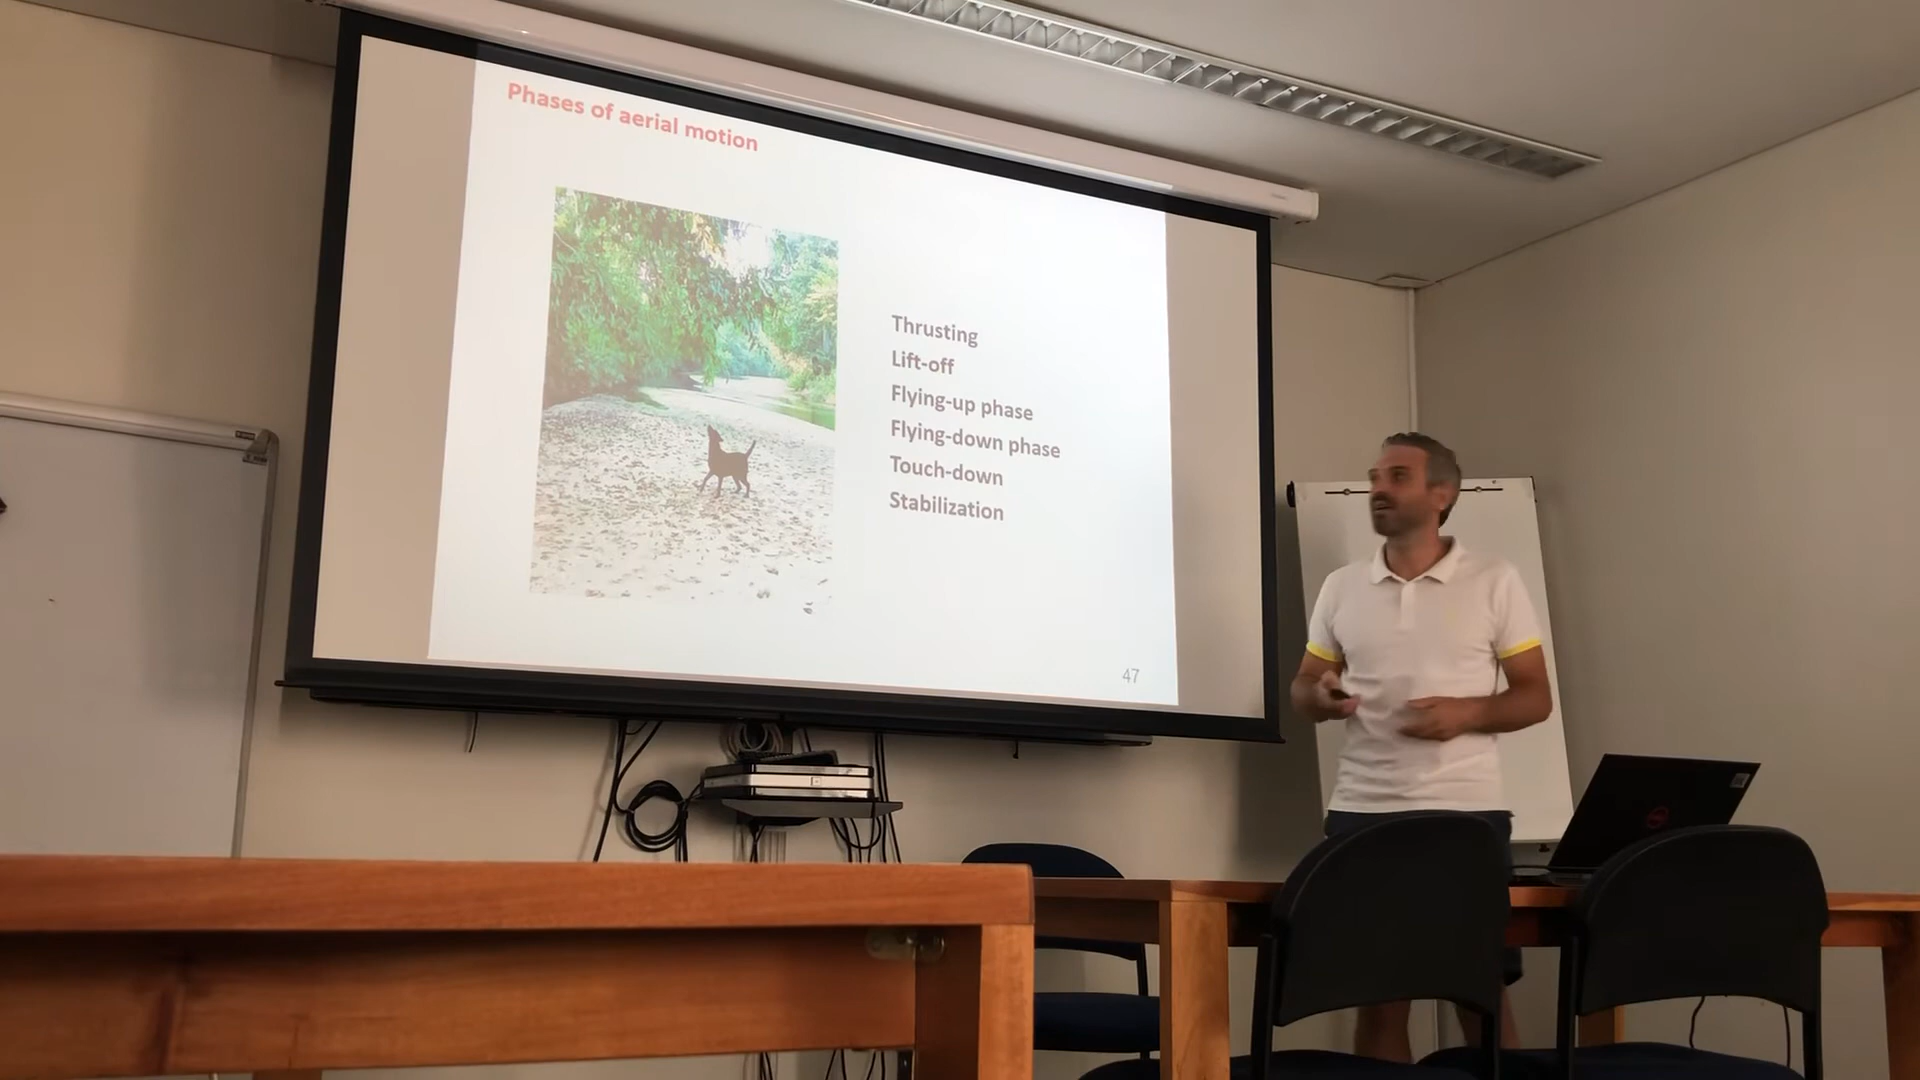 Phases of aerial motion
Thrusting
Lift-off
Flying-up phase
Flying-down phase
Touch-down
Stabilization
47